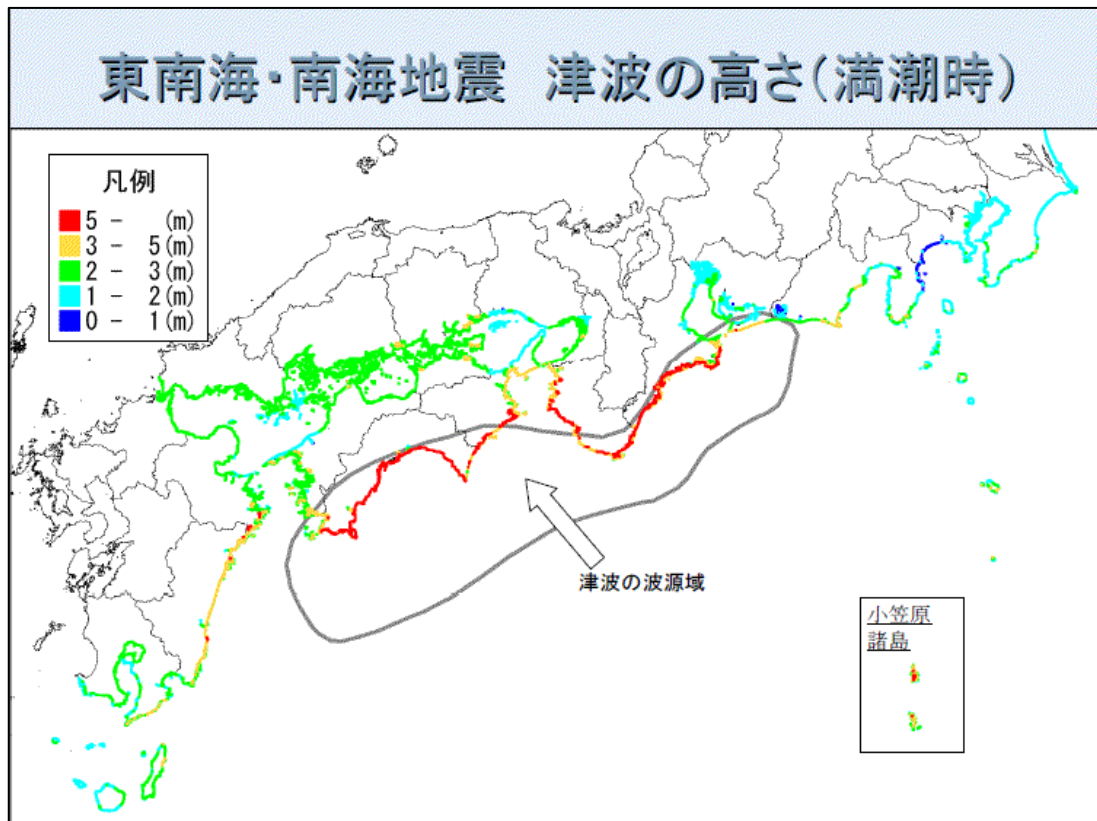 東南海・南海地震 津波の高さ(満潮時)
凡例
5 - (m)
3 - 5(m)
2 - 3(m)
1 - 2(m)
0 - 1(m)
津波の波源域
小笠原
諸島